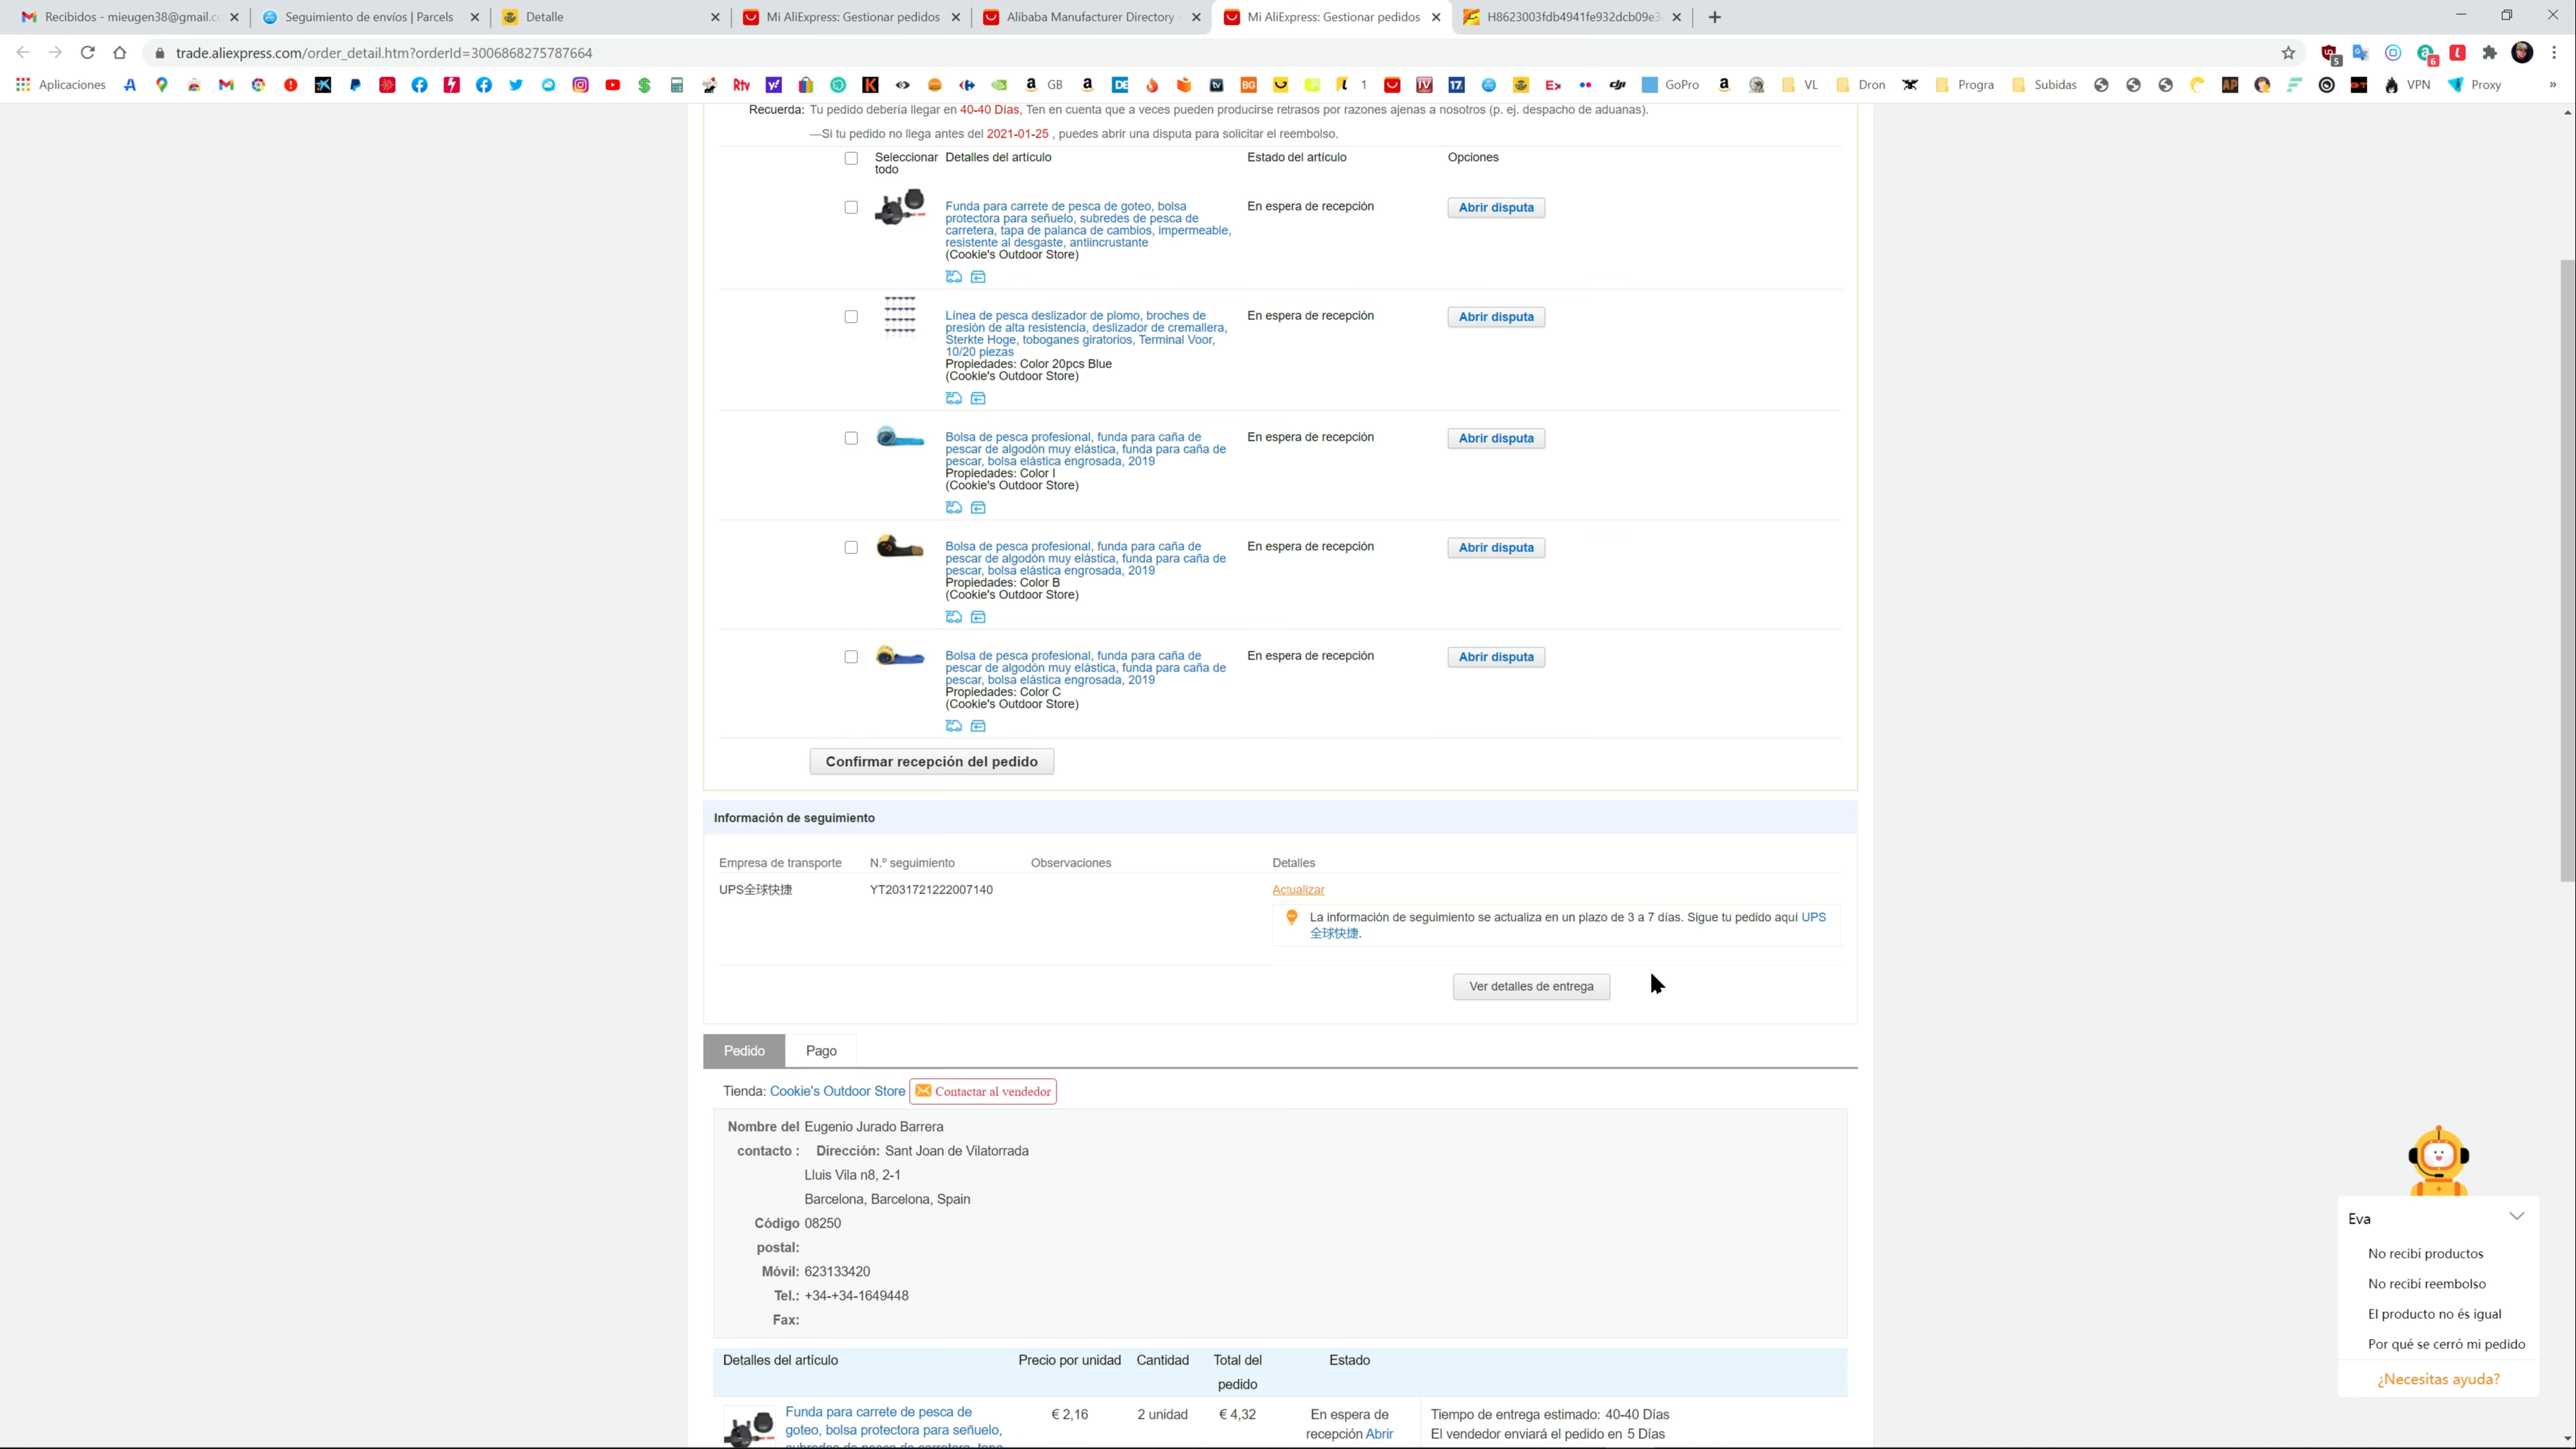 Recibidos - mieugen38@gmail.c
Seguimiento de envíos | Parcels
Detalle
Mi AliExpress: Gestionar pedidos
Alibaba Manufacturer Directory -
Mi AliExpress: Gestionar pedidos
H8623003fdb4941fe932dcb09e3
trade.aliexpress.com/order_detail.htm?orderId=3006868275787664
5
6
Aplicaciones
Rtv
GB
DE
BG
1
17
Ex
GoPro
VL
Dron
Progra
Subidas
AP
VPN
Proxy
»
Recuerda: Tu pedido debería llegar en 40-40 Días, Ten en cuenta que a veces pueden producirse retrasos por razones ajenas a nosotros (p. ej. despacho de aduanas).
—Si tu pedido no llega antes del 2021-01-25 , puedes abrir una disputa para solicitar el reembolso.
Seleccionar todo
Detalles del artículo
Estado del artículo
Opciones
Funda para carrete de pesca de goteo, bolsa
protectora para señuelo, subredes de pesca de
carretera, tapa de palanca de cambios, impermeable,
resistente al desgaste, antiincrustante
(Cookie's Outdoor Store)
En espera de recepción
Abrir disputa
Línea de pesca deslizador de plomo, broches de
presión de alta resistencia, deslizador de cremallera,
Sterkte Hoge, toboganes giratorios, Terminal Voor,
10/20 piezas
Propiedades: Color 20pcs Blue
(Cookie's Outdoor Store)
En espera de recepción
Abrir disputa
Bolsa de pesca profesional, funda para caña de
pescar de algodón muy elástica, funda para caña de
pescar, bolsa elástica engrosada, 2019
Propiedades: Color I
(Cookie's Outdoor Store)
En espera de recepción
Abrir disputa
Bolsa de pesca profesional, funda para caña de
pescar de algodón muy elástica, funda para caña de
pescar, bolsa elástica engrosada, 2019
Propiedades: Color B
(Cookie's Outdoor Store)
En espera de recepción
Abrir disputa
Bolsa de pesca profesional, funda para caña de
pescar de algodón muy elástica, funda para caña de
pescar, bolsa elástica engrosada, 2019
Propiedades: Color C
(Cookie's Outdoor Store)
En espera de recepción
Abrir disputa
Confirmar recepción del pedido
Información de seguimiento
Empresa de transporte
N.º seguimiento
Observaciones
Detalles
UPS全球快捷
YT2031721222007140
Actualizar
La información de seguimiento se actualiza en un plazo de 3 a 7 días. Sigue tu pedido aquí UPS
全球快捷.
Ver detalles de entrega
Pedido
Pago
Tienda: Cookie's Outdoor Store
Contactar al vendedor
Nombre del Eugenio Jurado Barrera
contacto : Dirección: Sant Joan de Vilatorrada
Lluis Vila n8, 2-1
Barcelona, Barcelona, Spain
Código 08250
postal:
Móvil: 623133420
Tel.: +34-+34-1649448
Fax:
Detalles del artículo
Precio por unidad
Cantidad
Total del
pedido
Estado
Funda para carrete de pesca de
goteo, bolsa protectora para señuelo,
€ 2,16
2 unidad
€ 4,32
En espera de
recepción Abrir
Tiempo de entrega estimado: 40-40 Días
El vendedor enviará el pedido en 5 Días
Eva
No recibí productos
No recibí reembolso
El producto no és igual
Por qué se cerró mi pedido
¿Necesitas ayuda?